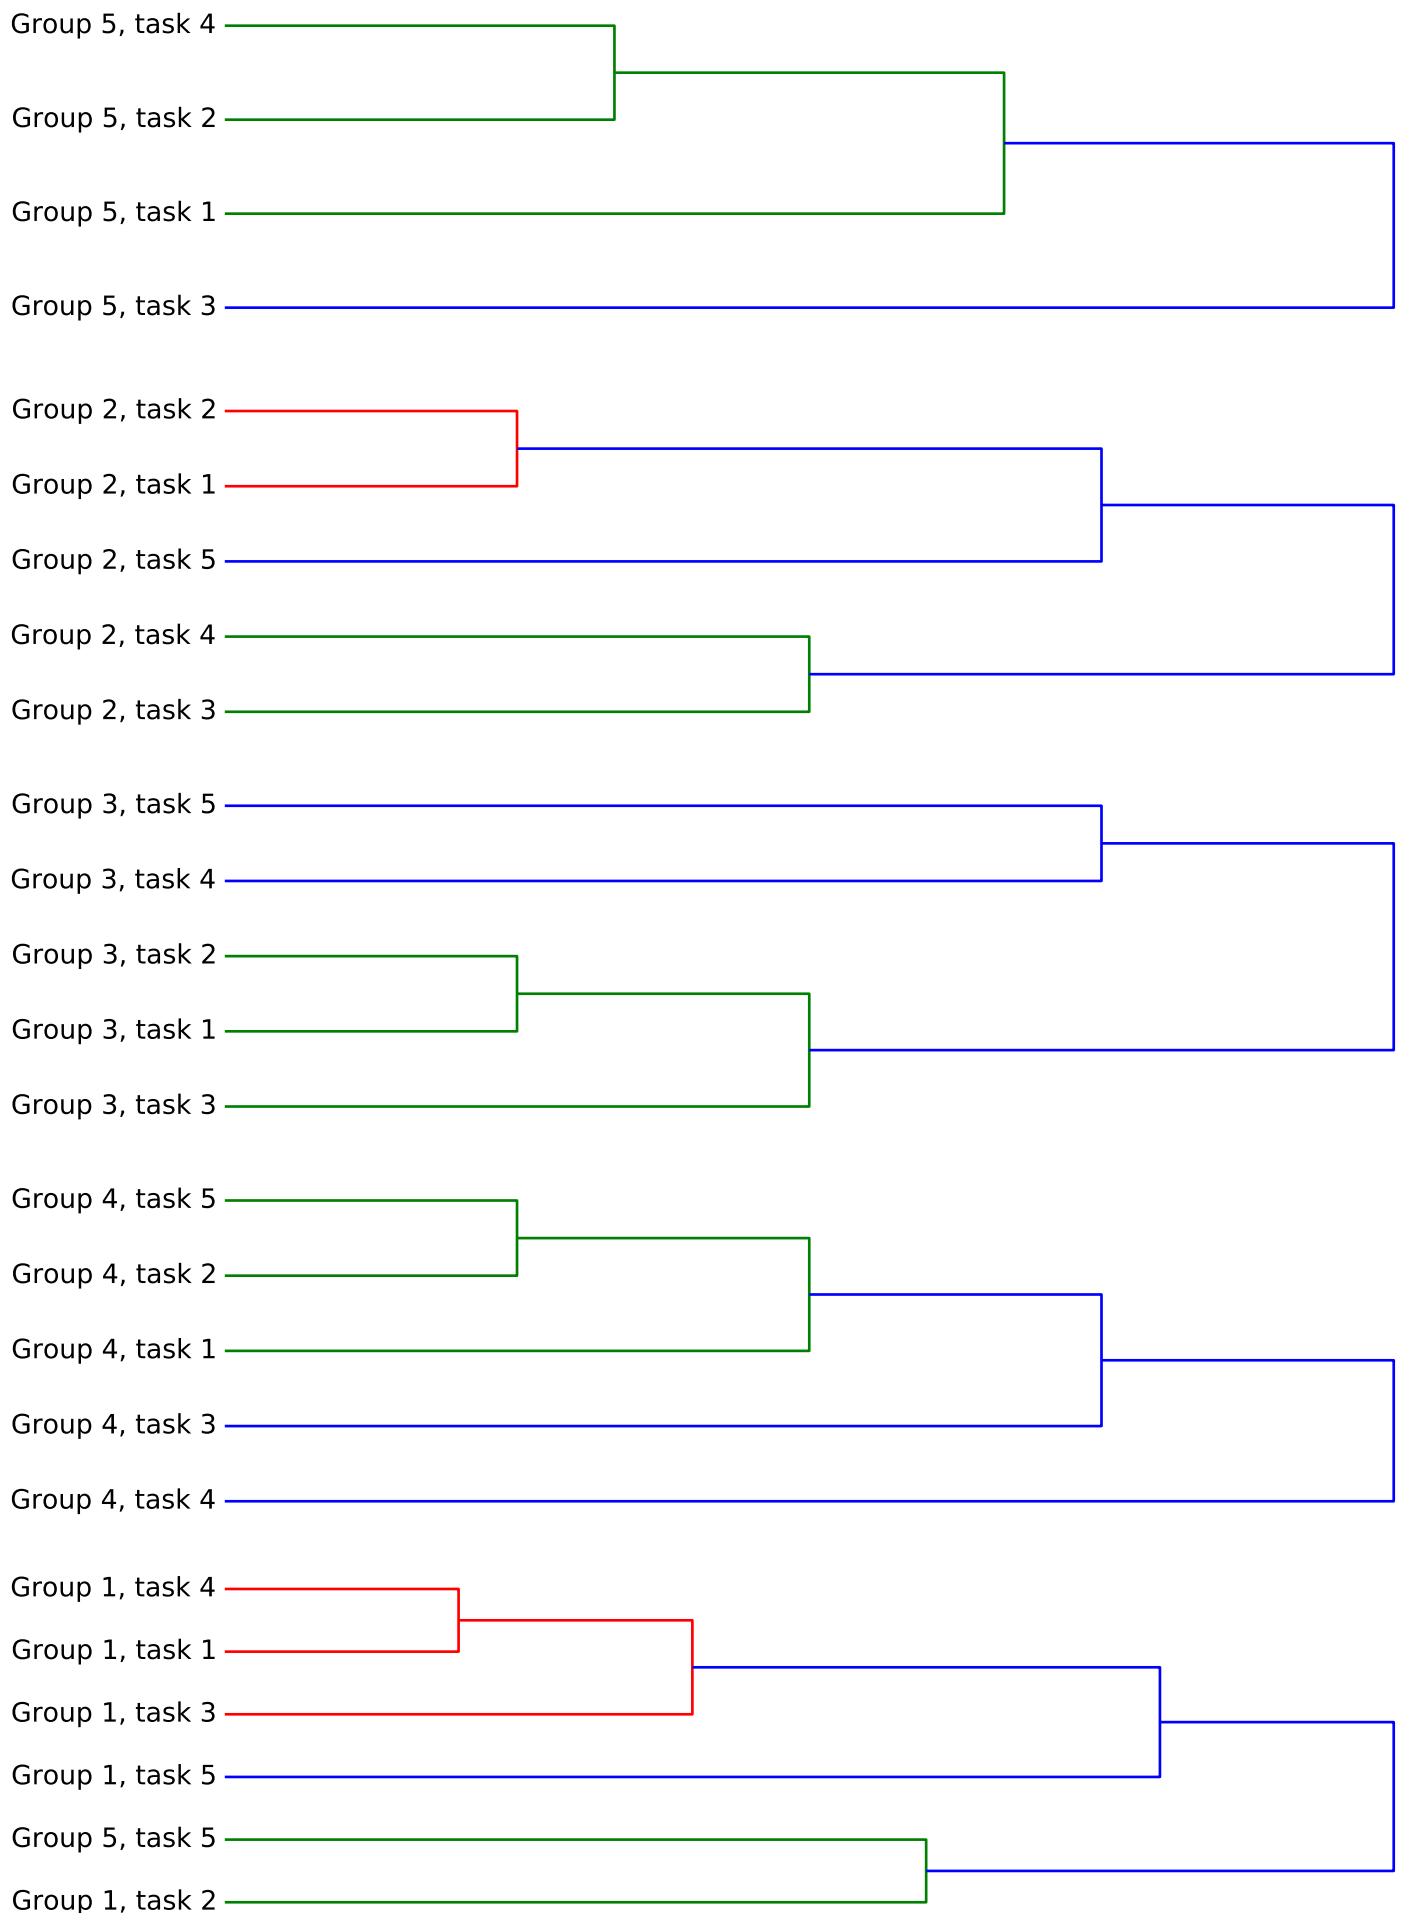 Group 5, task 4
Group 5, task 2
Group 5, task 1
Group 5, task 3
Group 2, task 2
Group 2, task 1
Group 2, task 5
Group 2, task 4
Group 2, task 3
Group 3, task 5
Group 3, task 4
Group 3, task 2
Group 3, task 1
Group 3, task 3
Group 4, task 5
Group 4, task 2
Group 4, task 1
Group 4, task 3
Group 4, task 4
Group 1, task 4
Group 1, task 1
Group 1, task 3
Group 1, task 5
Group 5, task 5
Group 1, task 2